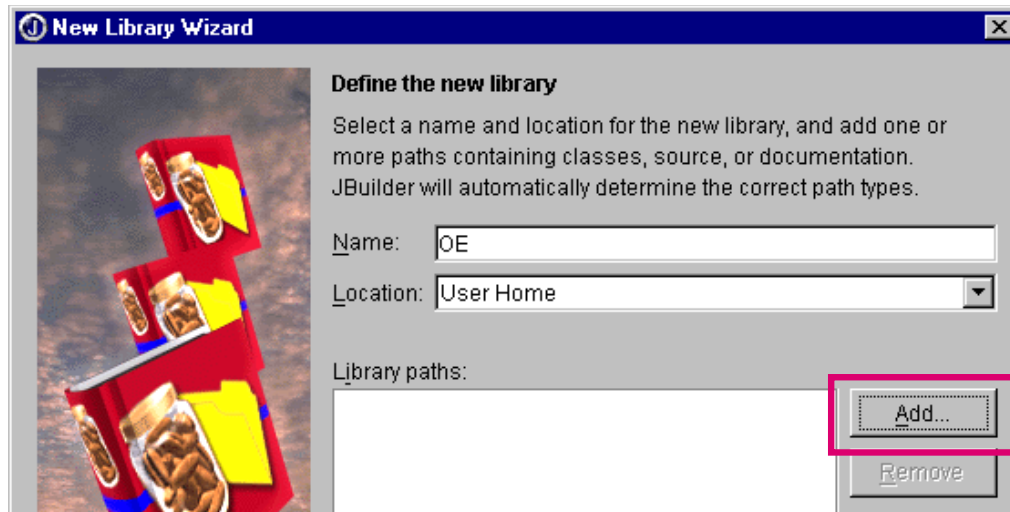 New Library Wizard
Define the new library
Select a name and location for the new library, and add one or
more paths containing classes, source, or documentation.
JBuilder will automatically determine the correct path types.
Name: OE
Location: User Home
Library paths:
Add...
Remove